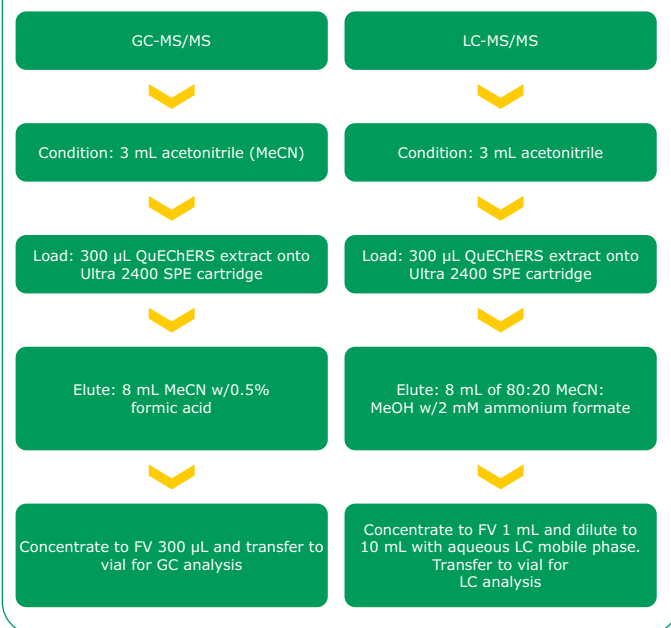 GC-MS/MS
Condition: 3 mL acetonitrile (MeCN)
Load: 300 µL QuEChERS extract onto
Ultra 2400 SPE cartridge
Elute: 8 mL MeCN w/0.5%
formic acid
Concentrate to FV 300 µL and transfer to
vial for GC analysis
LC-MS/MS
Condition: 3 mL acetonitrile
Load: 300 µL QuEChERS extract onto
Ultra 2400 SPE cartridge
Elute: 8 mL of 80:20 MeCN:
MeOH w/2 mM ammonium formate
Concentrate to FV 1 mL and dilute to
10 mL with aqueous LC mobile phase.
Transfer to vial for
LC analysis